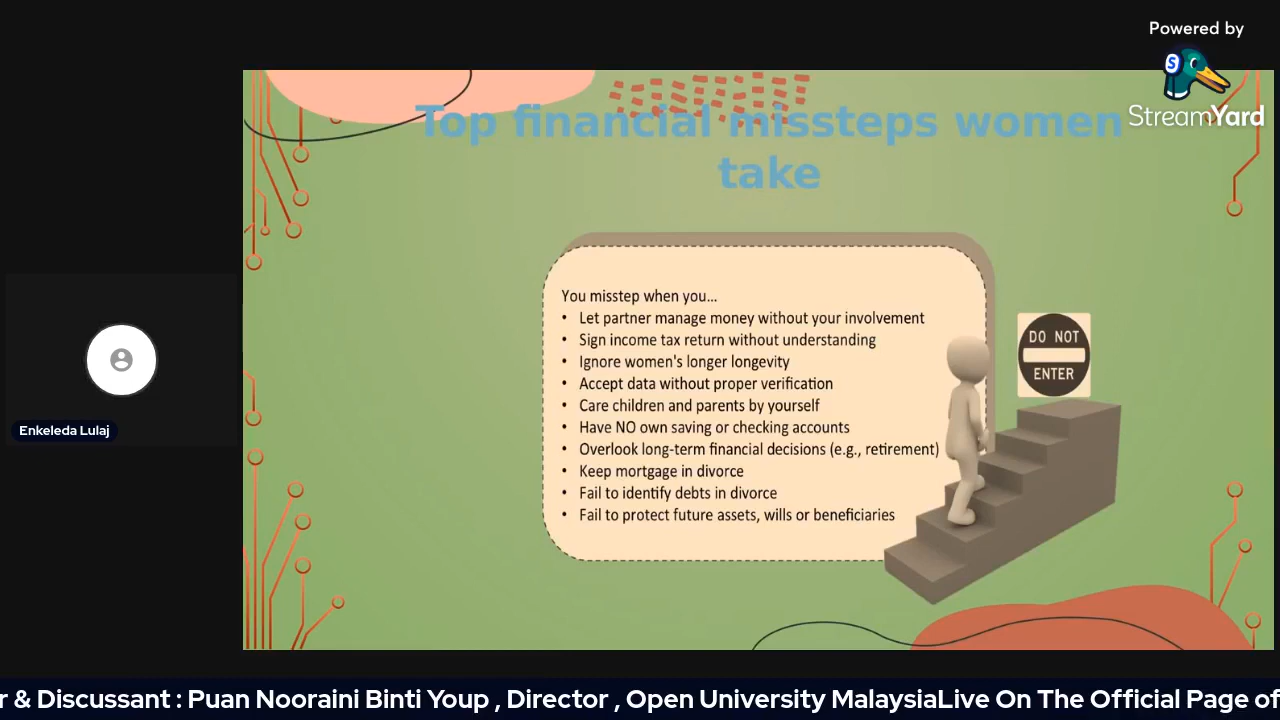 Powered by
S
StreamYard
Top financial missteps women
take
You misstep when you...
• Let partner manage money without your involvement
• Sign income tax return without understanding
• Ignore women's longer longevity
• Accept data without proper verification
• Care children and parents by yourself
• Have NO own saving or checking accounts
• Overlook long-term financial decisions (e.g., retirement)
• Keep mortgage in divorce
• Fail to identify debts in divorce
• Fail to protect future assets, wills or beneficiaries
DO NOT
ENTER
Enkeleda Lulaj
r & Discussant : Puan Nooraini Binti Youp , Director , Open University MalaysiaLive On The Official Page of